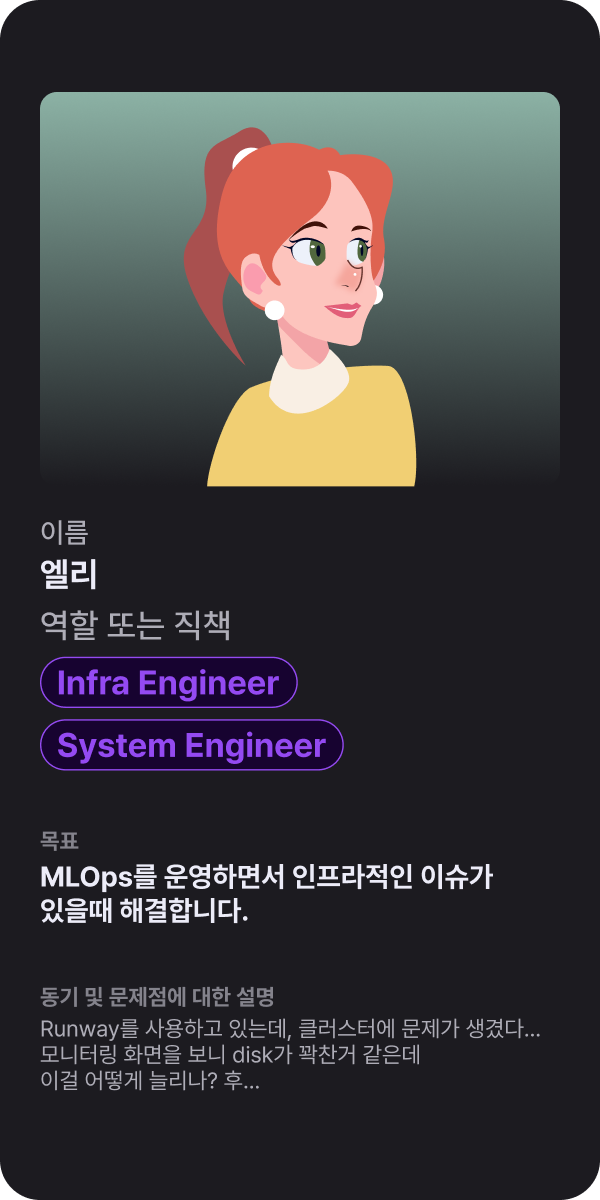 이름
엘리
역할 또는 직책
Infra Engineer
System Engineer
목표
MLOps를 운영하면서 인프라적인 이슈가
있을때 해결합니다.
동기 및 문제점에 대한 설명
Runway를 사용하고 있는데, 클러스터에 문제가 생겼다...
모니터링 화면을 보니 disk가 꽉찬거 같은데
이걸 어떻게 늘리나? 후...